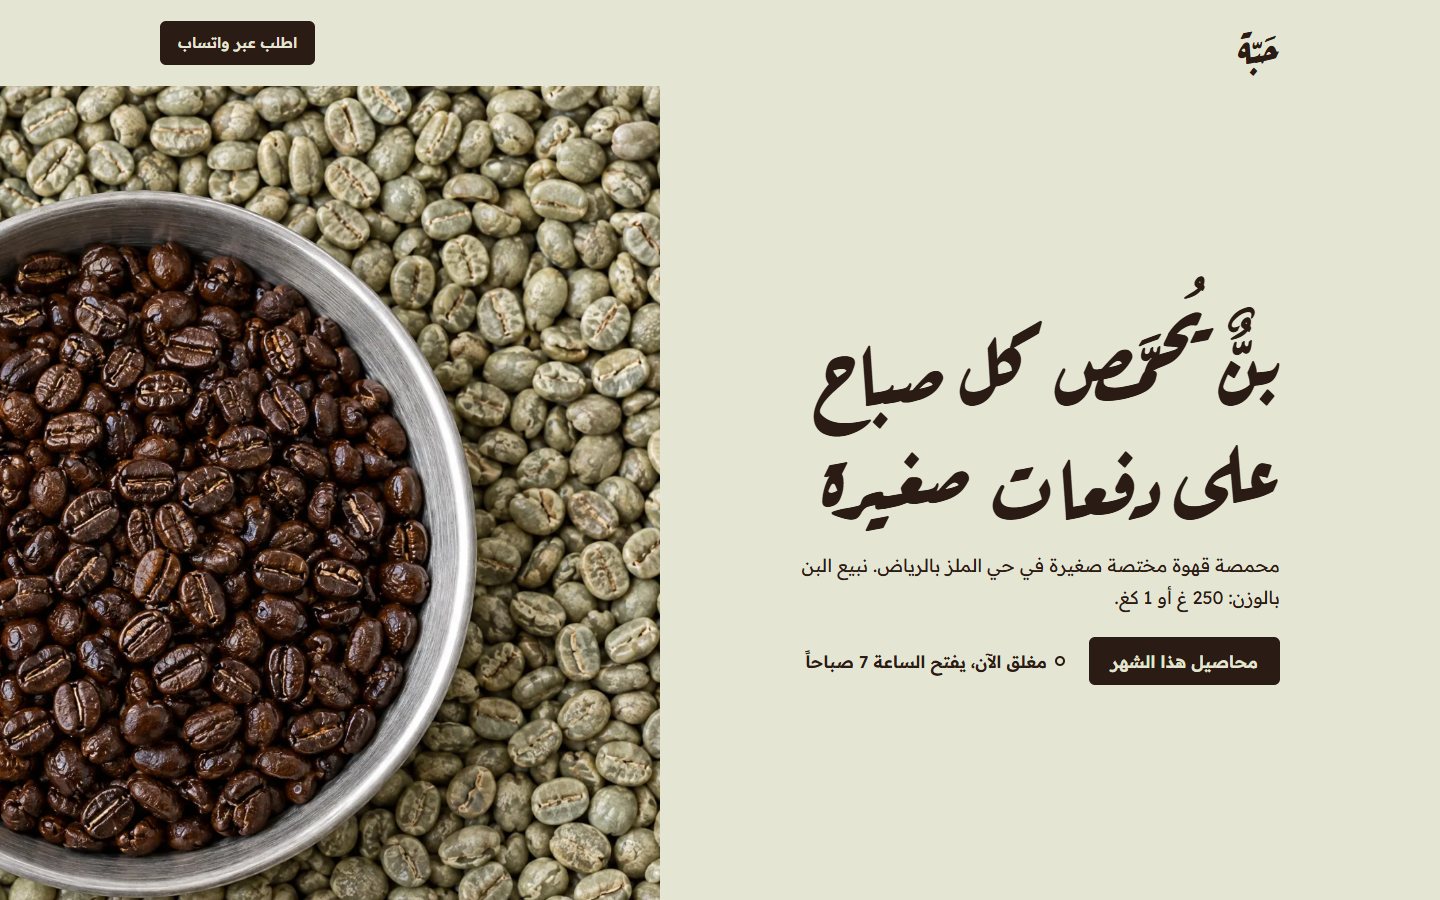 حَبّة
اطلب عبر واتساب
بنٌّ يُحمَّص كل صباح
على دفعات صغيرة
محمصة قهوة مختصة صغيرة في حي الملز بالرياض. نبيع البن
بالوزن: 250 غ أو 1 كغ.
محاصيل هذا الشهر
مغلق الآن، يفتح الساعة 7 صباحاً